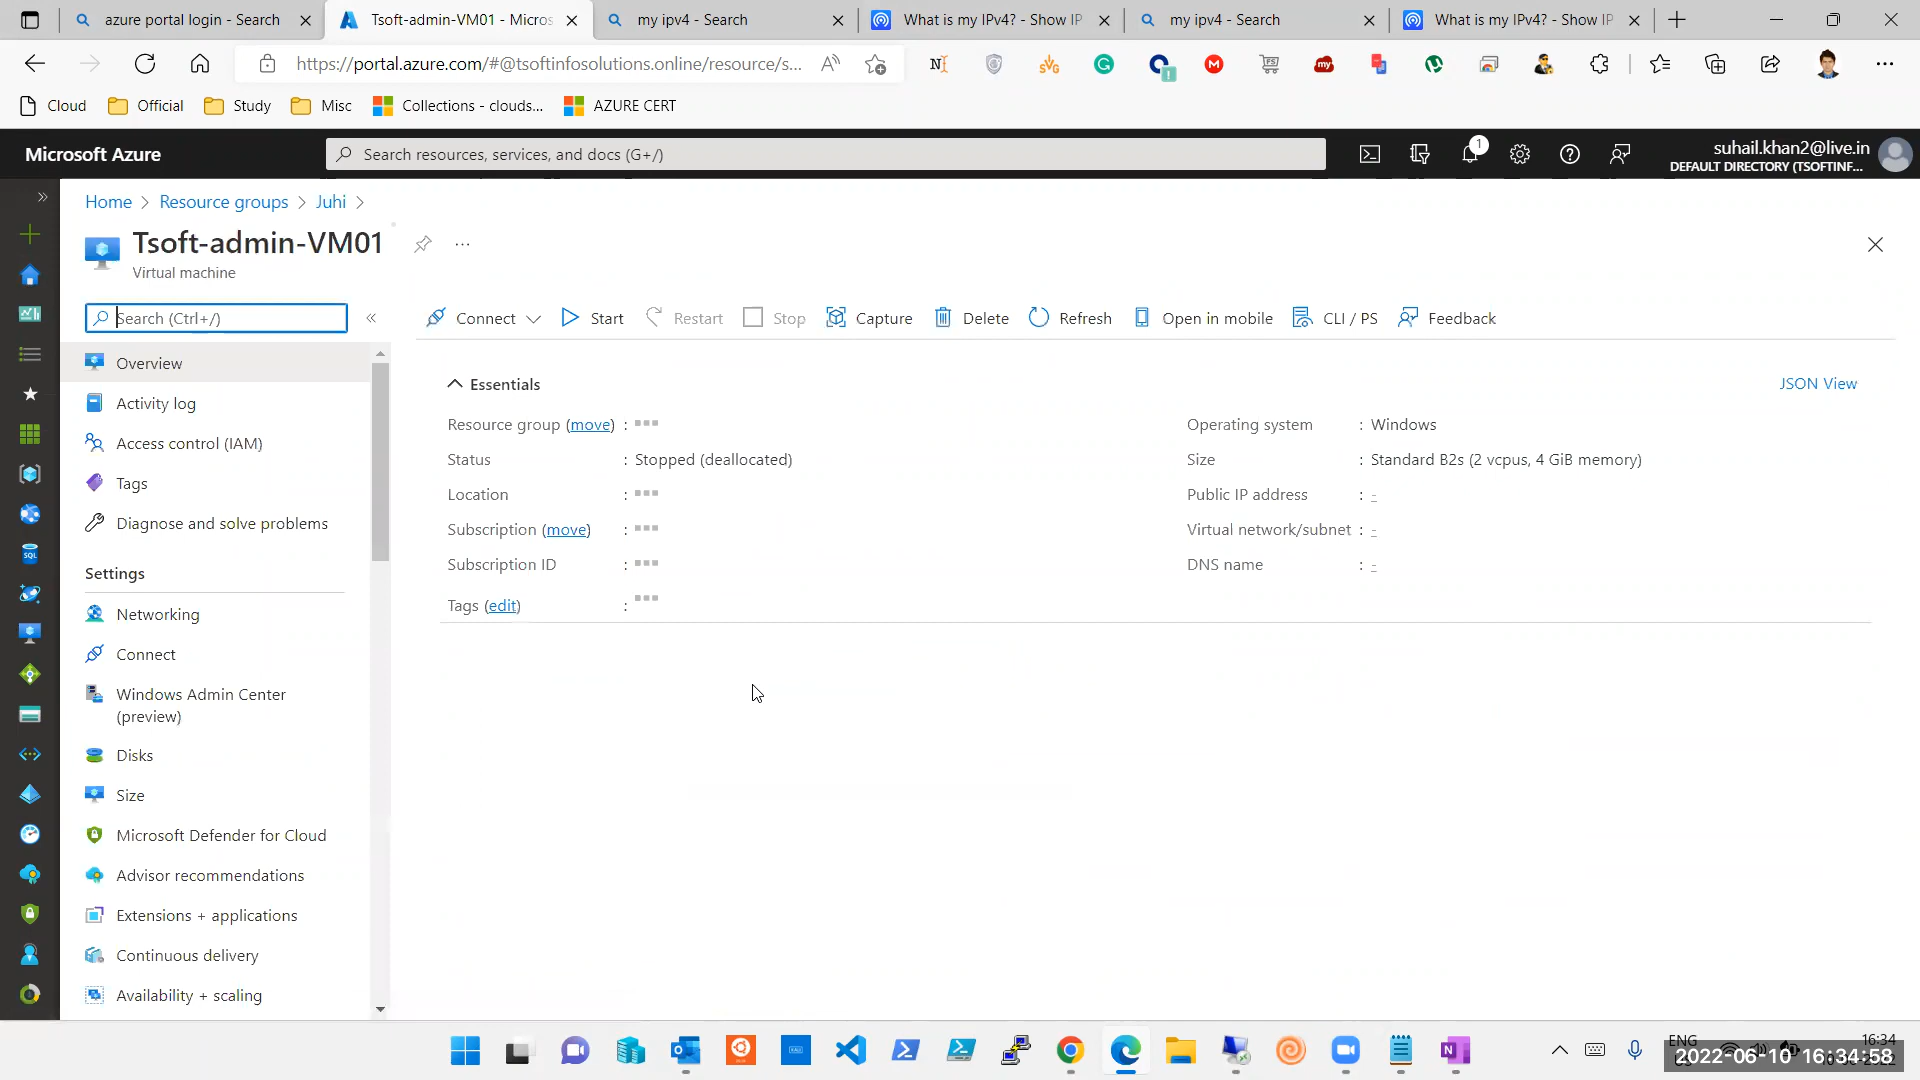 azure portal login - Search
Tsoft-admin-VM01 - Micros
my ipv4 - Search
What is my IPv4? - Show IP
my ipv4 - Search
What is my IPv4? - Show IP
https://portal.azure.com/#@tsoftinfosolutions.online/resource/s...
Cloud
Official
Study
Misc
Collections - clouds...
AZURE CERT
Microsoft Azure
Search resources, services, and docs (G+/)
1
suhail.khan2@live.in
DEFAULT DIRECTORY (TSOFTINF...
Home > Resource groups > Juhi >
Tsoft-admin-VM01
Virtual machine
Search (Ctrl+/)
Connect
Start
Restart
Stop
Capture
Delete
Refresh
Open in mobile
CLI / PS
Feedback
Overview
Activity log
Access control (IAM)
Tags
Diagnose and solve problems
Settings
Networking
Connect
Windows Admin Center
(preview)
Disks
Size
Microsoft Defender for Cloud
Advisor recommendations
Extensions + applications
Continuous delivery
Availability + scaling
Essentials
JSON View
Resource group (move) :
Status : Stopped (deallocated)
Location :
Subscription (move) :
Subscription ID :
Tags (edit) :
Operating system : Windows
Size : Standard B2s (2 vcpus, 4 GiB memory)
Public IP address : -
Virtual network/subnet : -
DNS name : -
ENG
16:34
2022-06-10 16:34:58